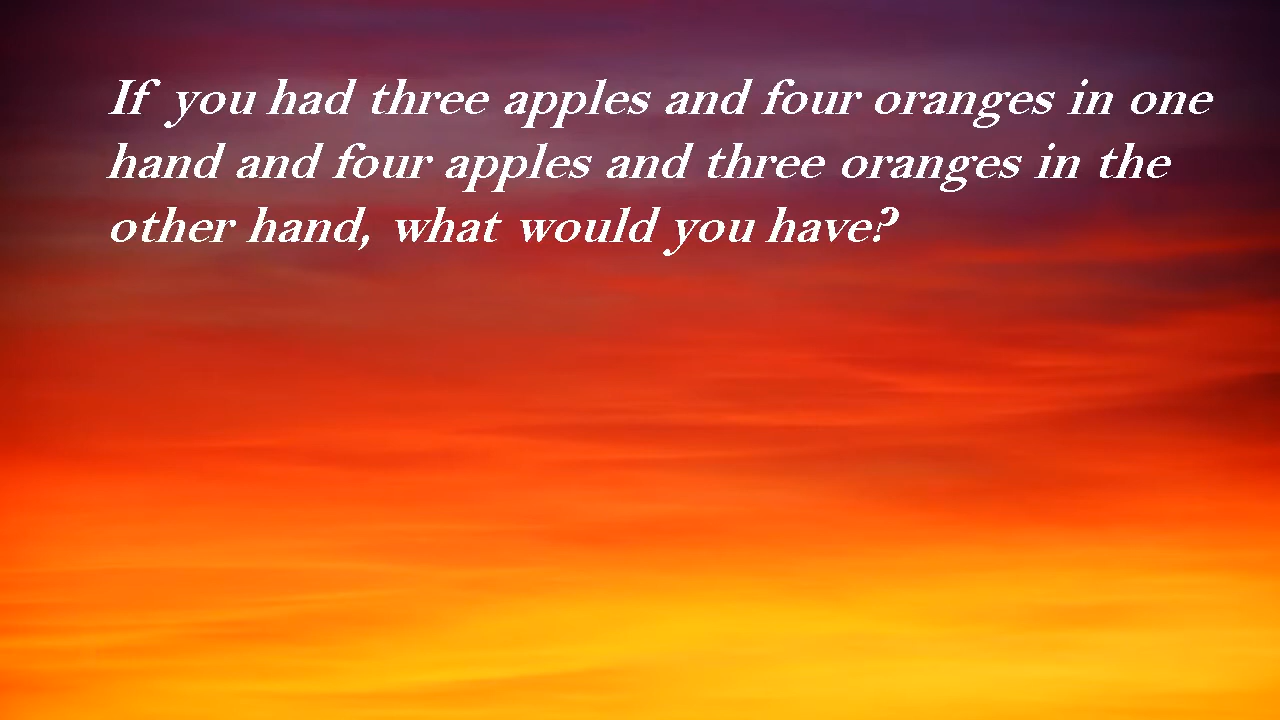 If you had three apples and four oranges in one
hand and four apples and three oranges in the
other hand, what would you have?